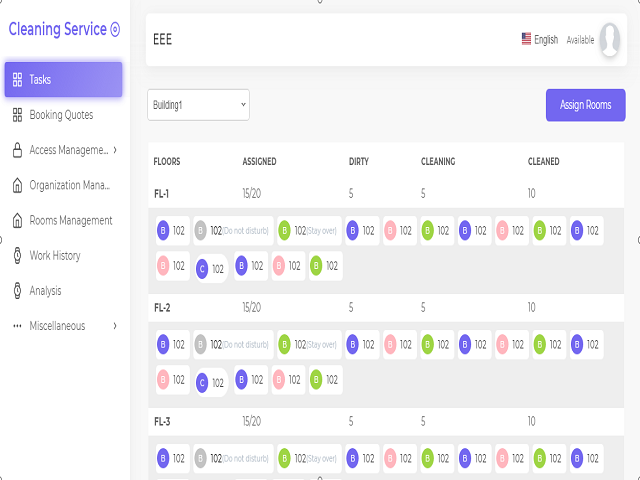 Cleaning Service
EEE
English
Available
Tasks
Booking Quotes
Access Manageme...
Organization Mana...
Rooms Management
Work History
Analysis
Miscellaneous
Building1
Assign Rooms
FLOORS ASSIGNED DIRTY CLEANING CLEANED
FL-1 15/20 5 5 10
B 102 B 102(Do not disturb) B 102(Stay over) B 102 B 102 B 102 B 102 B 102 B 102 B 102
B 102 C 102 B 102 B 102 B 102
FL-2 15/20 5 5 10
B 102 B 102(Do not disturb) B 102(Stay over) B 102 B 102 B 102 B 102 B 102 B 102 B 102
B 102 C 102 B 102 B 102 B 102
FL-3 15/20 5 5 10
B 102 B 102(Do not disturb) B 102(Stay over) B 102 B 102 B 102 B 102 B 102 B 102 B 102